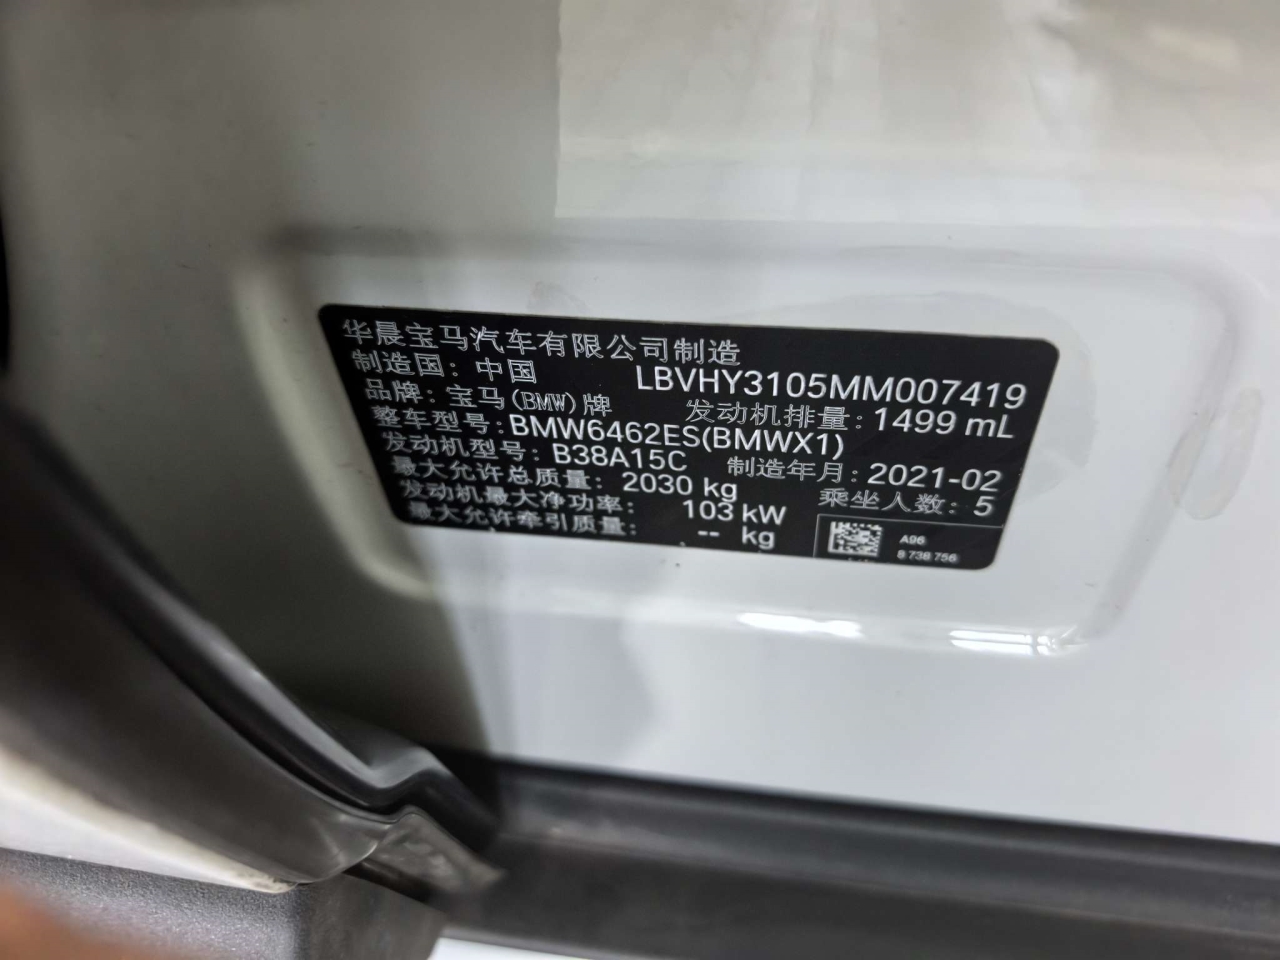 华晨宝马汽车有限公司制造
制造国: 中国 LBVHY3105MM007419
品牌: 宝马(BMW)牌 发动机排量: 1499 mL
整车型号: BMW6462ES(BMWX1)
发动机型号: B38A15C 制造年月: 2021-02
最大允许总质量: 2030 kg 乘坐人数: 5
发动机最大净功率: 103 kW
最大允许牵引质量: -- kg
A96
8 738 756